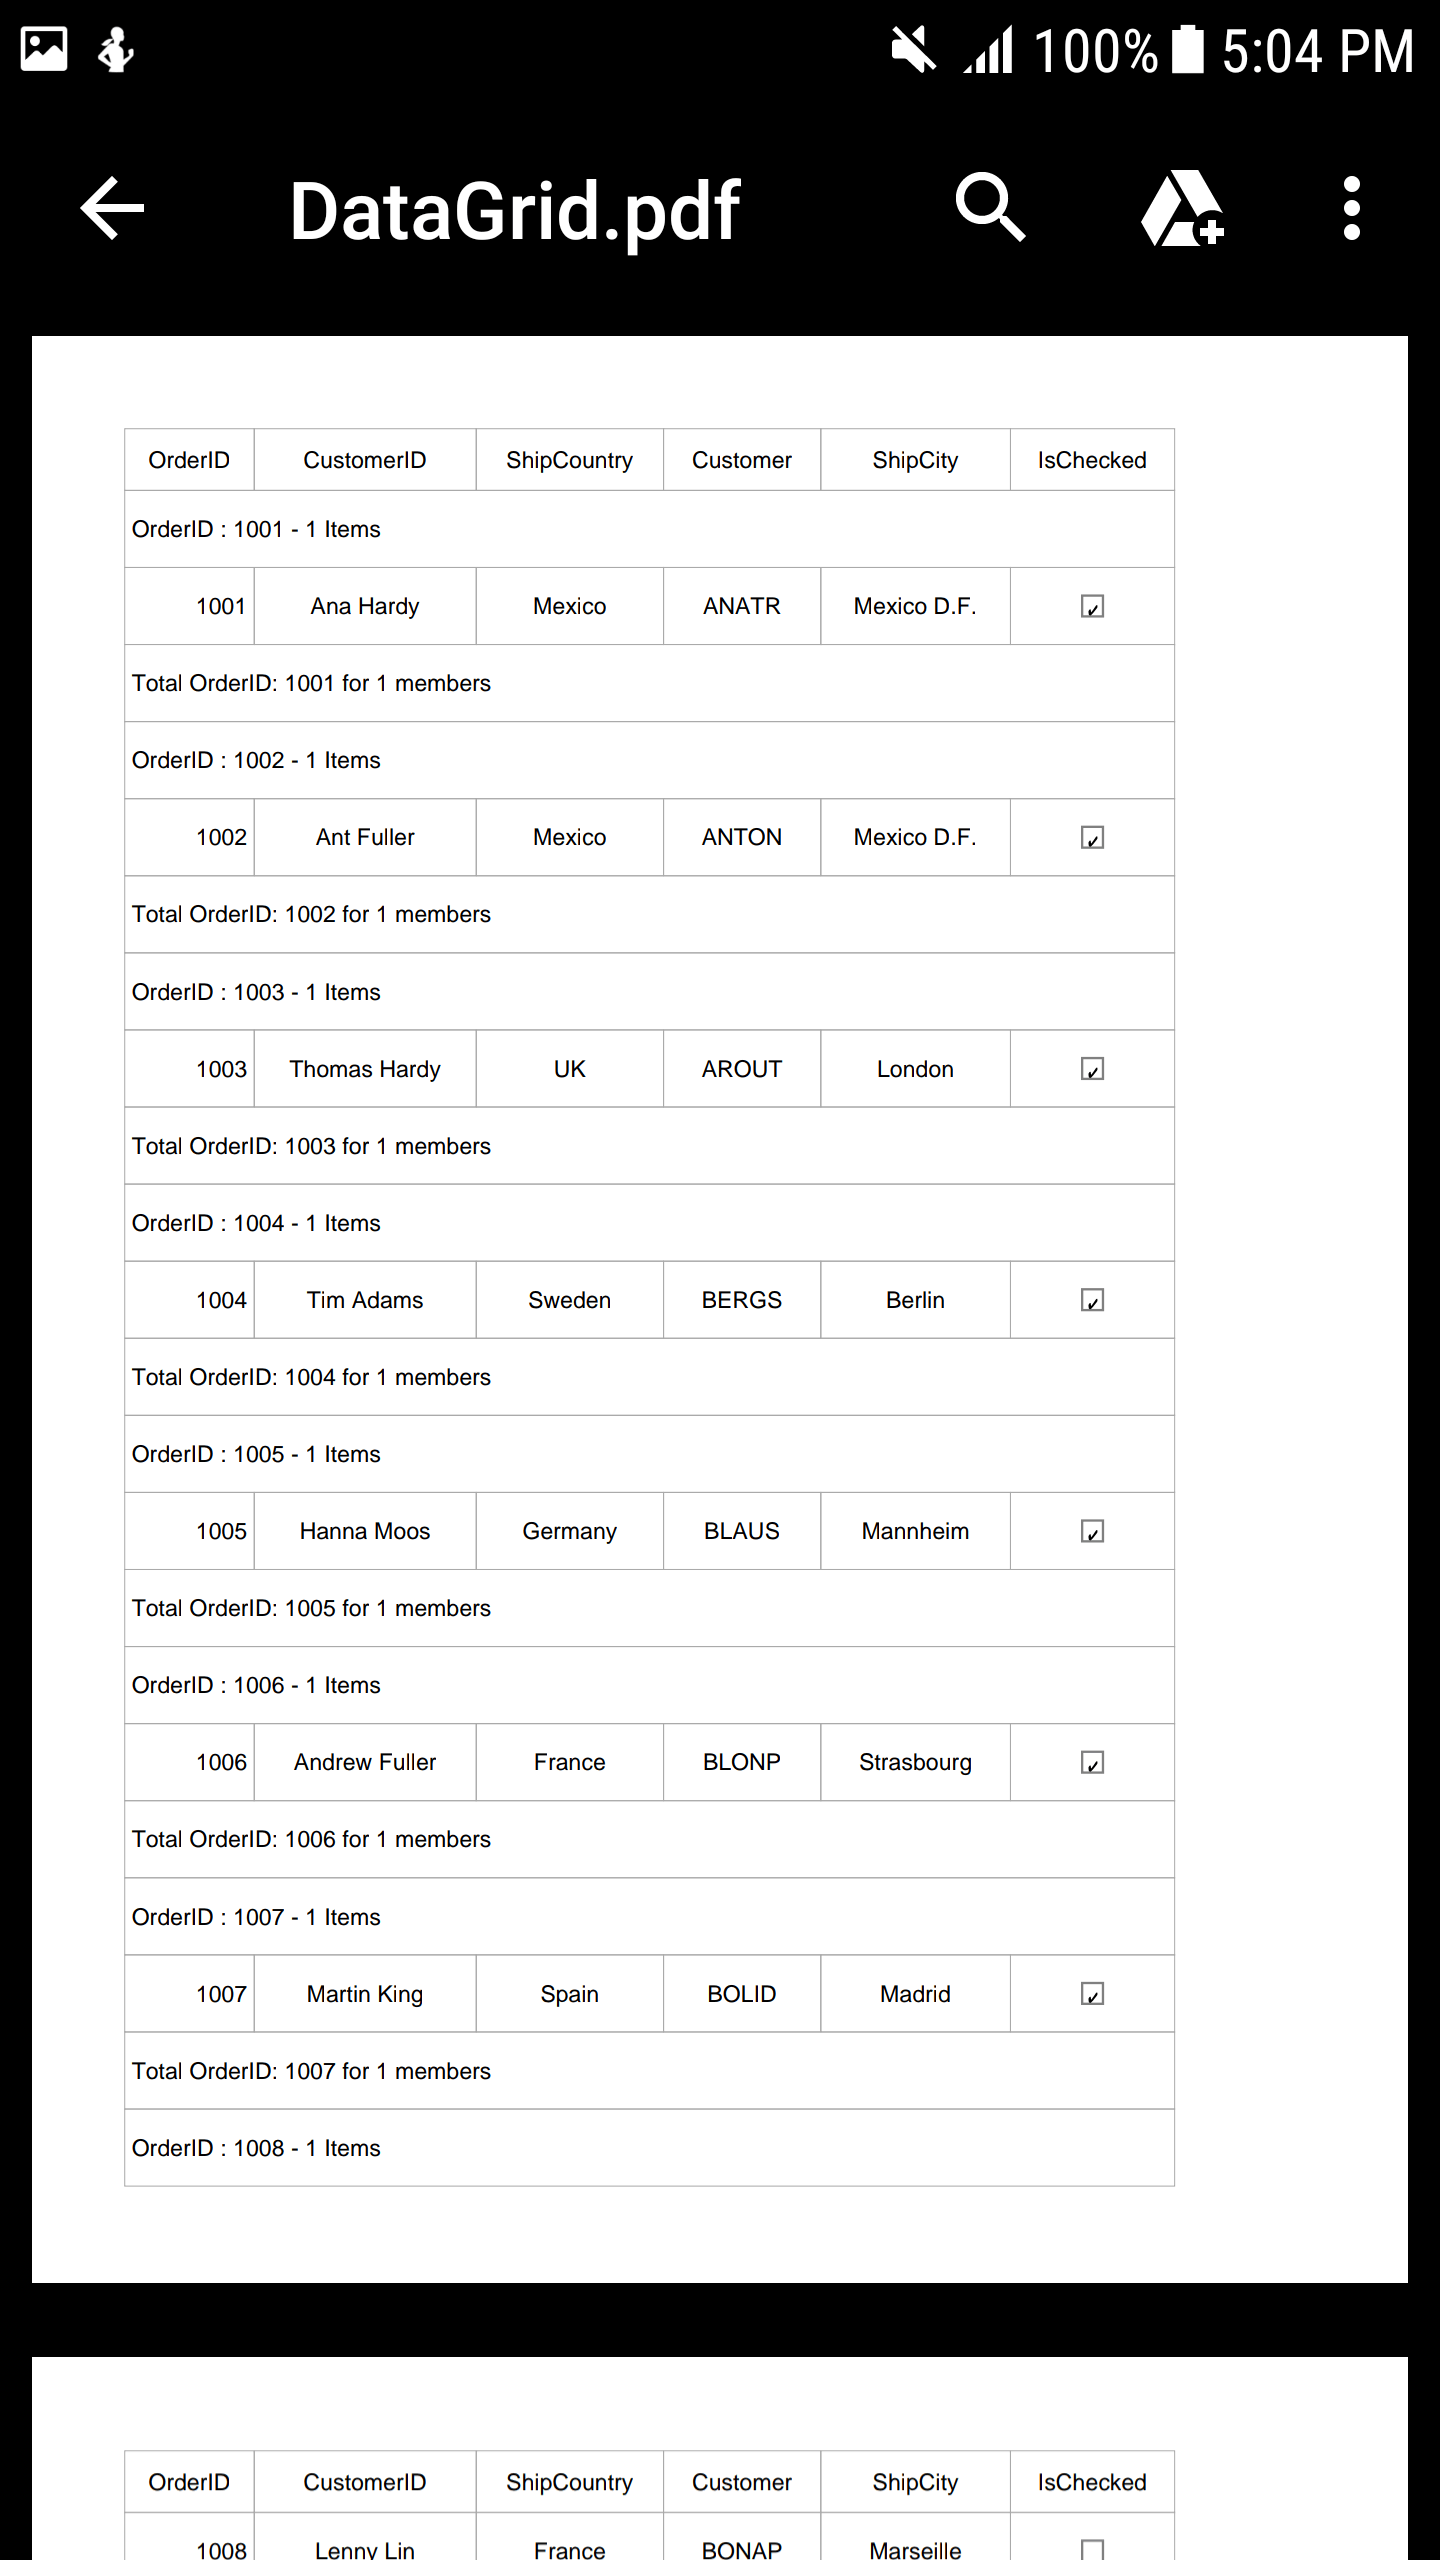 100% 5:04 PM
DataGrid.pdf
OrderID CustomerID ShipCountry Customer ShipCity IsChecked
OrderID : 1001 - 1 Items
1001 Ana Hardy Mexico ANATR Mexico D.F.
Total OrderID: 1001 for 1 members
OrderID : 1002 - 1 Items
1002 Ant Fuller Mexico ANTON Mexico D.F.
Total OrderID: 1002 for 1 members
OrderID : 1003 - 1 Items
1003 Thomas Hardy UK AROUT London
Total OrderID: 1003 for 1 members
OrderID : 1004 - 1 Items
1004 Tim Adams Sweden BERGS Berlin
Total OrderID: 1004 for 1 members
OrderID : 1005 - 1 Items
1005 Hanna Moos Germany BLAUS Mannheim
Total OrderID: 1005 for 1 members
OrderID : 1006 - 1 Items
1006 Andrew Fuller France BLONP Strasbourg
Total OrderID: 1006 for 1 members
OrderID : 1007 - 1 Items
1007 Martin King Spain BOLID Madrid
Total OrderID: 1007 for 1 members
OrderID : 1008 - 1 Items
OrderID CustomerID ShipCountry Customer ShipCity IsChecked
1008 Lenny Lin France BONAP Marseille